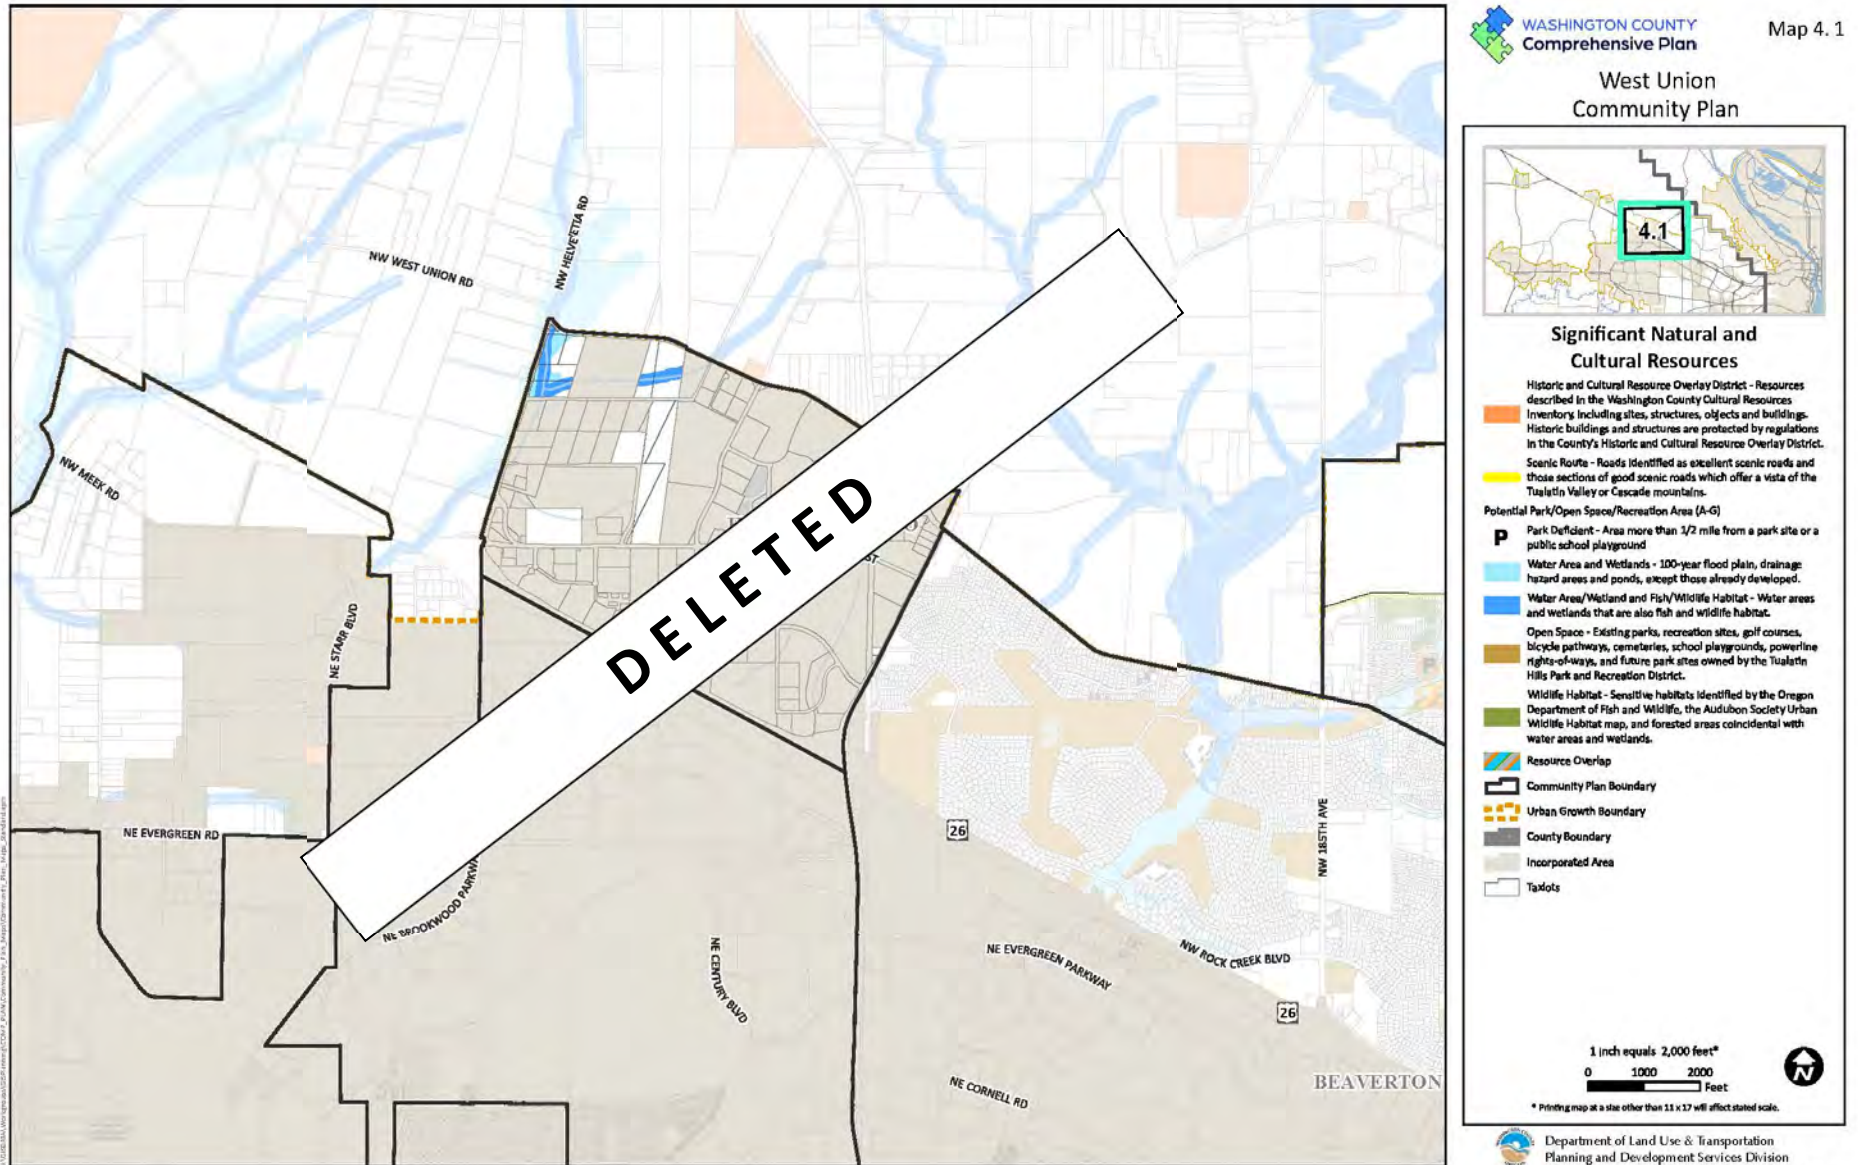 WASHINGTON COUNTY
Comprehensive Plan
Map 4. 1
West Union
Community Plan
4.1
Significant Natural and
Cultural Resources
Historic and Cultural Resource Overlay District - Resources
described in the Washington County Cultural Resources
Inventory including sites, structures, objects and buildings.
Historic buildings and structures are protected by regulations
in the County's Historic and Cultural Resource Overlay District.
Scenic Route - Roads identified as excellent scenic roads and
those sections of good scenic roads which offer a vista of the
Tualatin Valley or Cascade mountains.
Potential Park/Open Space/Recreation Area (A-G)
P
Park Deficient - Area more than 1/2 mile from a park site or a
public school playground
Water Area and Wetlands - 100-year flood plain, drainage
hazard areas and ponds, except those already developed.
Water Area/Wetland and Fish/Wildlife Habitat - Water areas
and wetlands that are also fish and wildlife habitat.
Open Space - Existing parks, recreation sites, golf courses,
bicycle pathways, cemeteries, school playgrounds, powerline
rights-of-ways, and future park sites owned by the Tualatin
Hills Park and Recreation District.
Wildlife Habitat - Sensitive habitats identified by the Oregon
Department of Fish and Wildlife, the Audubon Society Urban
Wildlife Habitat map, and forested areas coincidental with
water areas and wetlands.
Resource Overlap
Community Plan Boundary
Urban Growth Boundary
County Boundary
Incorporated Area
Taxlots
1 inch equals 2,000 feet*
0 1000 2000
Feet
N
* Printing map at a size other than 11 x 17 will affect stated scale.
Department of Land Use & Transportation
Planning and Development Services Division
NW HELVETIA RD
NW WEST UNION RD
NW MEEK RD
DELETED
ST
NE STARR BLVD
P
NE EVERGREEN RD
26
NW 185TH AVE
NE BROOKWOOD PARKWA
NE CENTURY BLVD
NE EVERGREEN PARKWAY
NW ROCK CREEK BLVD
26
NE CORNELL RD
BEAVERTON